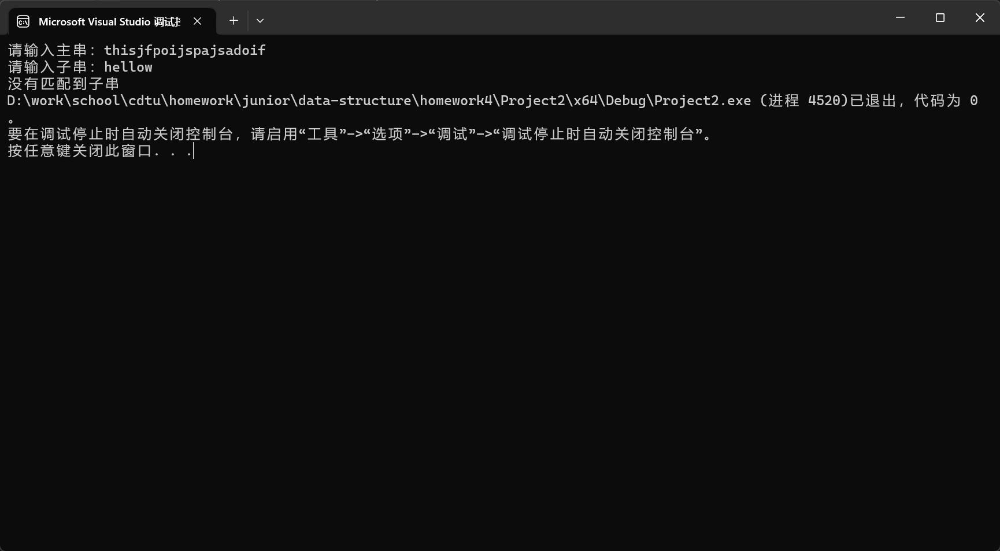 Microsoft Visual Studio 调试
请输入主串：thisjfpoijspajsadoif
请输入子串：hellow
没有匹配到子串
D:\work\school\cdtu\homework\junior\data-structure\homework4\Project2\x64\Debug\Project2.exe (进程 4520)已退出，代码为 0
。
要在调试停止时自动关闭控制台，请启用“工具”->“选项”->“调试”->“调试停止时自动关闭控制台”。
按任意键关闭此窗口. . .